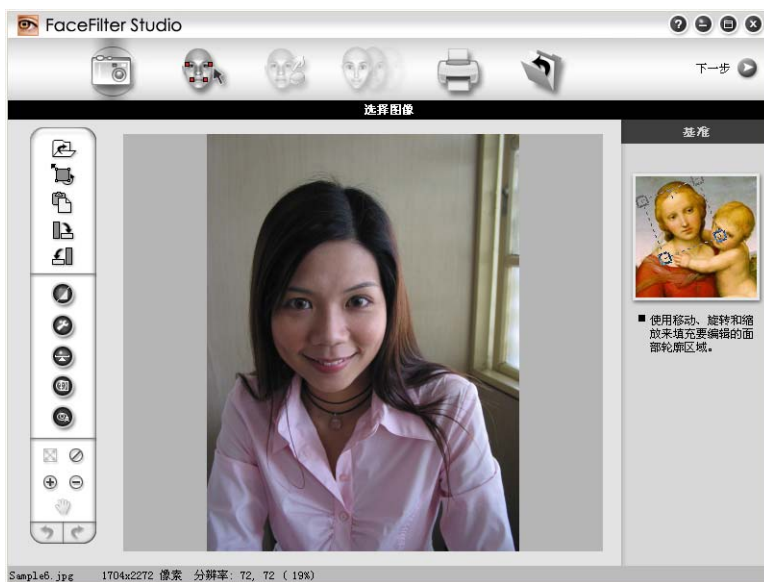 FaceFilter Studio
下一步
选择图像
基准
使用移动、旋转和缩
放来填充要编辑的面
部轮廓区域。
Sample6.jpg 1704x2272 像素 分辨率: 72, 72 ( 19%)